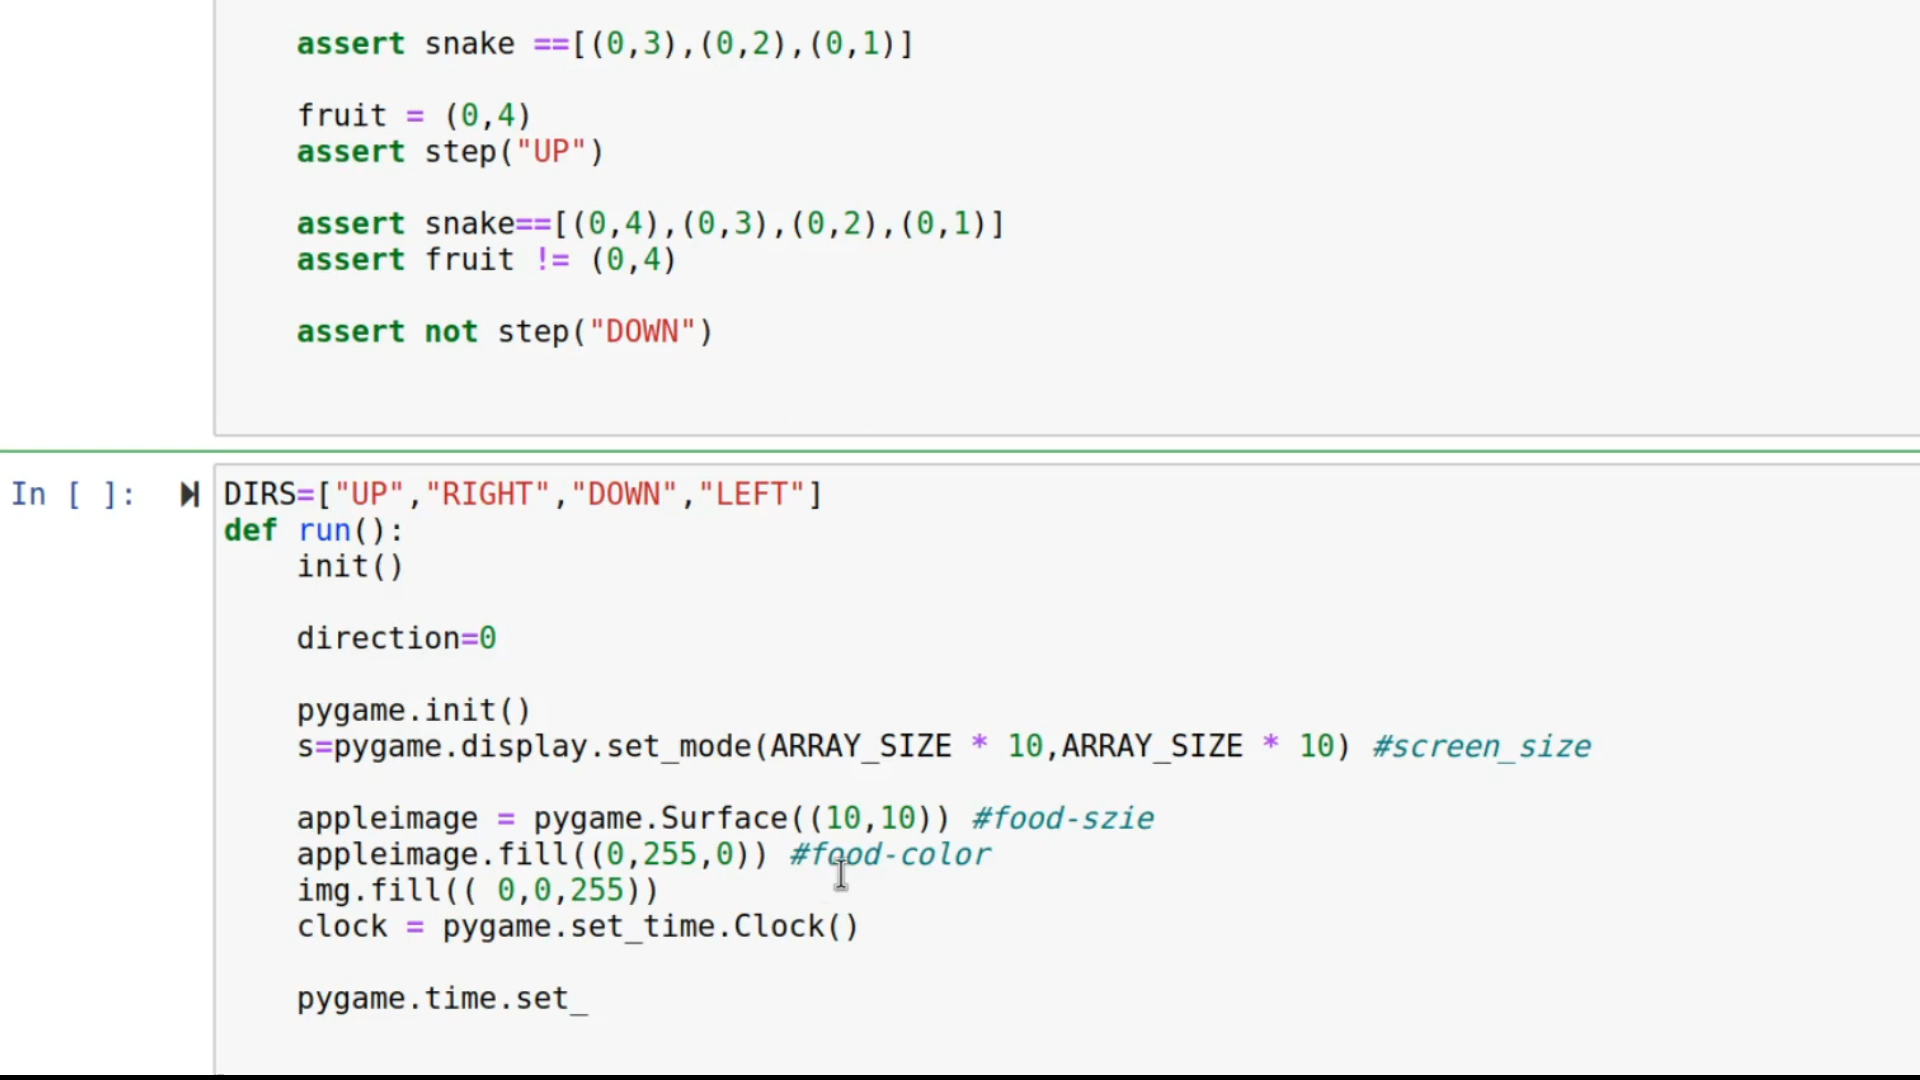 assert snake ==[(0,3),(0,2),(0,1)]
fruit = (0,4)
assert step("UP")
assert snake==[(0,4),(0,3),(0,2),(0,1)]
assert fruit != (0,4)
assert not step("DOWN")
In [ ]: DIRS=["UP","RIGHT","DOWN","LEFT"]
def run():
init()
direction=0
pygame.init()
s=pygame.display.set_mode(ARRAY_SIZE * 10,ARRAY_SIZE * 10) #screen_size
appleimage = pygame.Surface((10,10)) #food-szie
appleimage.fill((0,255,0)) #food-color
img.fill(( 0,0,255))
clock = pygame.set_time.Clock()
pygame.time.set_